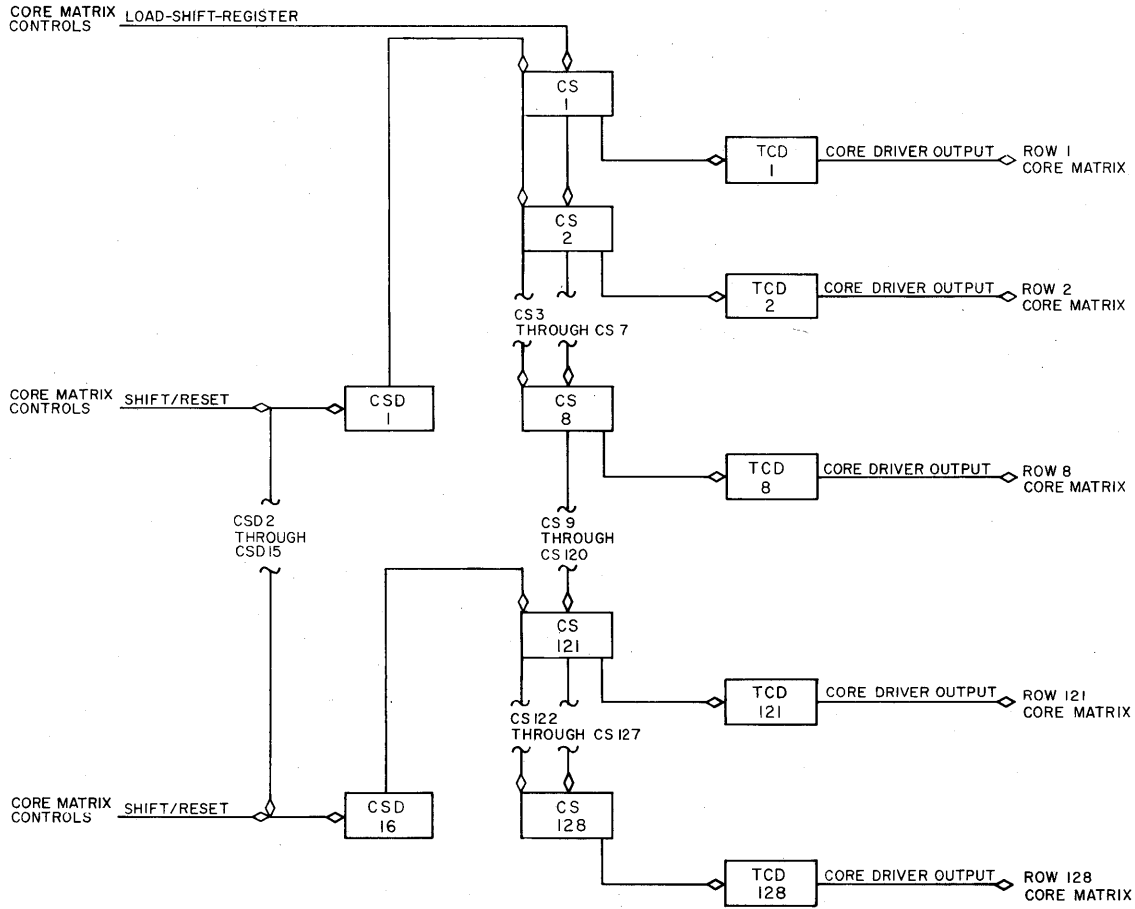 CORE MATRIX
CONTROLS
LOAD-SHIFT-REGISTER
CS
1
TCD
1
CORE DRIVER OUTPUT
ROW 1
CORE MATRIX
CS
2
TCD
2
CORE DRIVER OUTPUT
ROW 2
CORE MATRIX
CS3
THROUGH CS 7
CORE MATRIX
CONTROLS
SHIFT/RESET
CSD
1
CS
8
TCD
8
CORE DRIVER OUTPUT
ROW 8
CORE MATRIX
CSD 2
THROUGH
CSD 15
CS 9
THROUGH
CS 120
CS
121
TCD
121
CORE DRIVER OUTPUT
ROW 121
CORE MATRIX
CS 122
THROUGH CS 127
CORE MATRIX
CONTROLS
SHIFT/RESET
CSD
16
CS
128
TCD
128
CORE DRIVER OUTPUT
ROW 128
CORE MATRIX